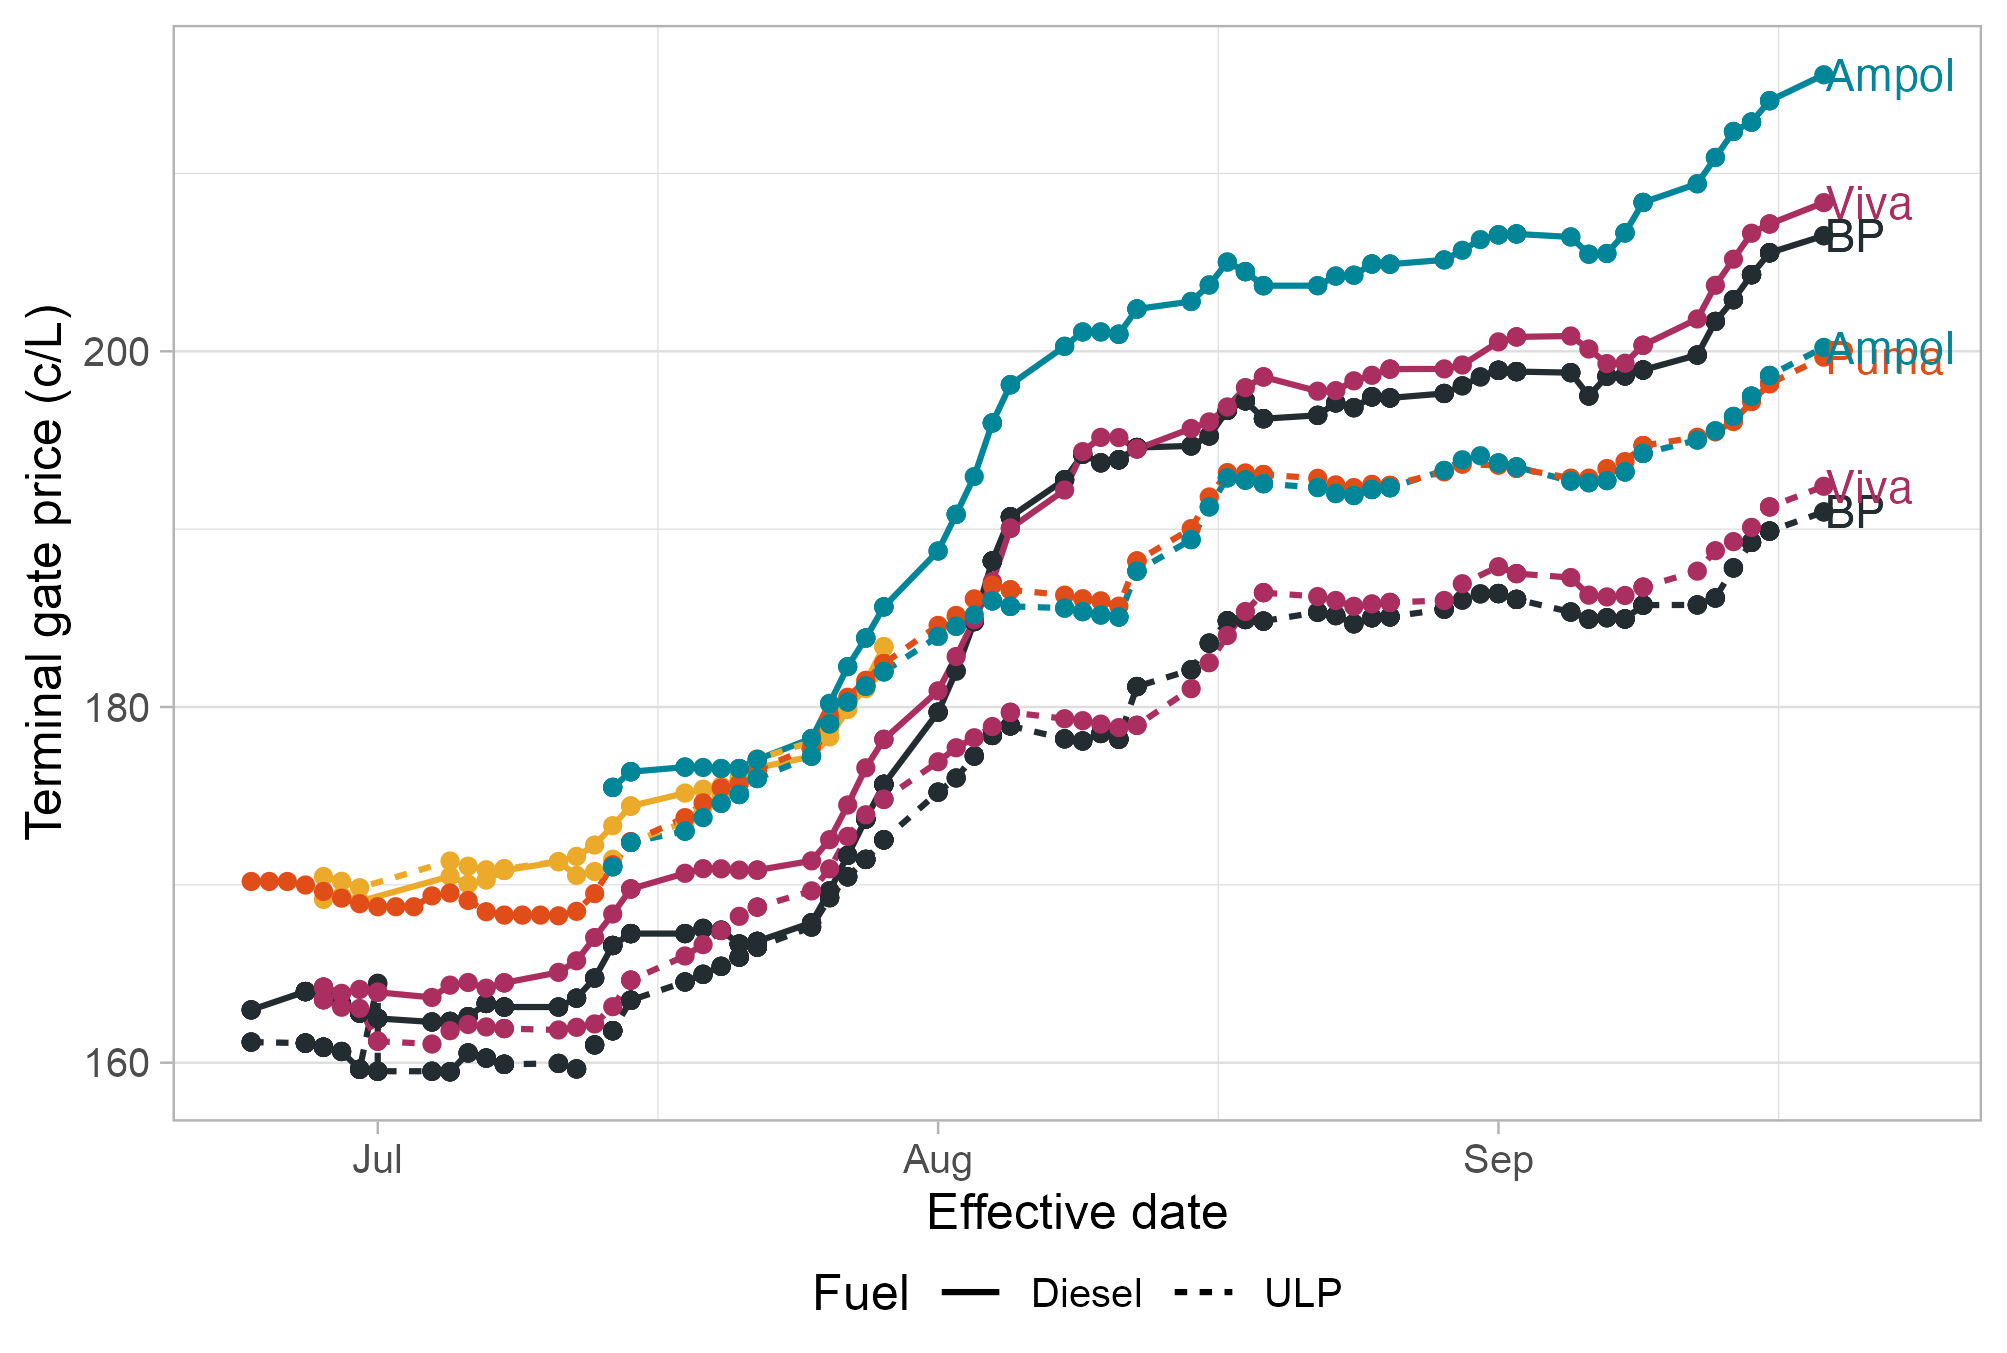 Terminal gate price (c/L)
200
180
160
Ampol
Viva
BP
Ampol
Puma
Viva
BP
Jul
Aug
Sep
Effective date
Fuel
Diesel
ULP